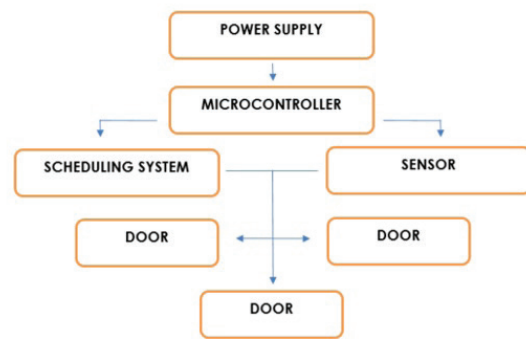 POWER SUPPLY
MICROCONTROLLER
SCHEDULING SYSTEM
SENSOR
DOOR
DOOR
DOOR